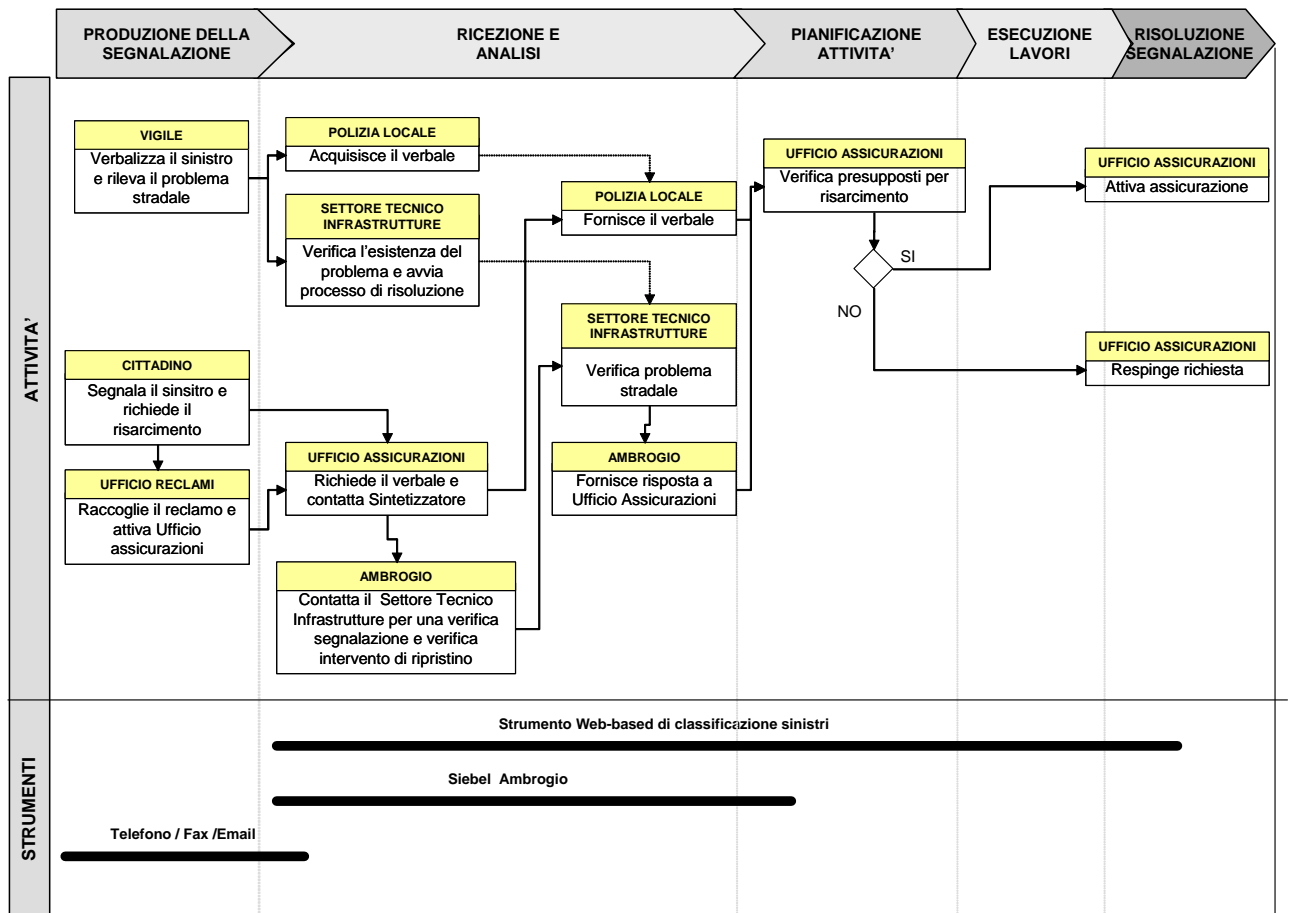 PRODUZIONE DELLA
SEGNALAZIONE
RICEZIONE E
ANALISI
PIANIFICAZIONE
ATTIVITA'
ESECUZIONE
LAVORI
RISOLUZIONE
SEGNALAZIONE
ATTIVITA'
VIGILE
Verbalizza il sinistro
e rileva il problema
stradale
POLIZIA LOCALE
Acquisisce il verbale
SETTORE TECNICO
INFRASTRUTTURE
Verifica l'esistenza del
problema e avvia
processo di risoluzione
POLIZIA LOCALE
Fornisce il verbale
UFFICIO ASSICURAZIONI
Verifica presupposti per
risarcimento
SI
NO
UFFICIO ASSICURAZIONI
Attiva assicurazione
UFFICIO ASSICURAZIONI
Respinge richiesta
SETTORE TECNICO
INFRASTRUTTURE
Verifica problema
stradale
CITTADINO
Segnala il sinsitro e
richiede il
risarcimento
UFFICIO RECLAMI
Raccoglie il reclamo e
attiva Ufficio
assicurazioni
UFFICIO ASSICURAZIONI
Richiede il verbale e
contatta Sintetizzatore
AMBROGIO
Fornisce risposta a
Ufficio Assicurazioni
AMBROGIO
Contatta il Settore Tecnico
Infrastrutture per una verifica
segnalazione e verifica
intervento di ripristino
STRUMENTI
Strumento Web-based di classificazione sinistri
Siebel Ambrogio
Telefono / Fax /Email